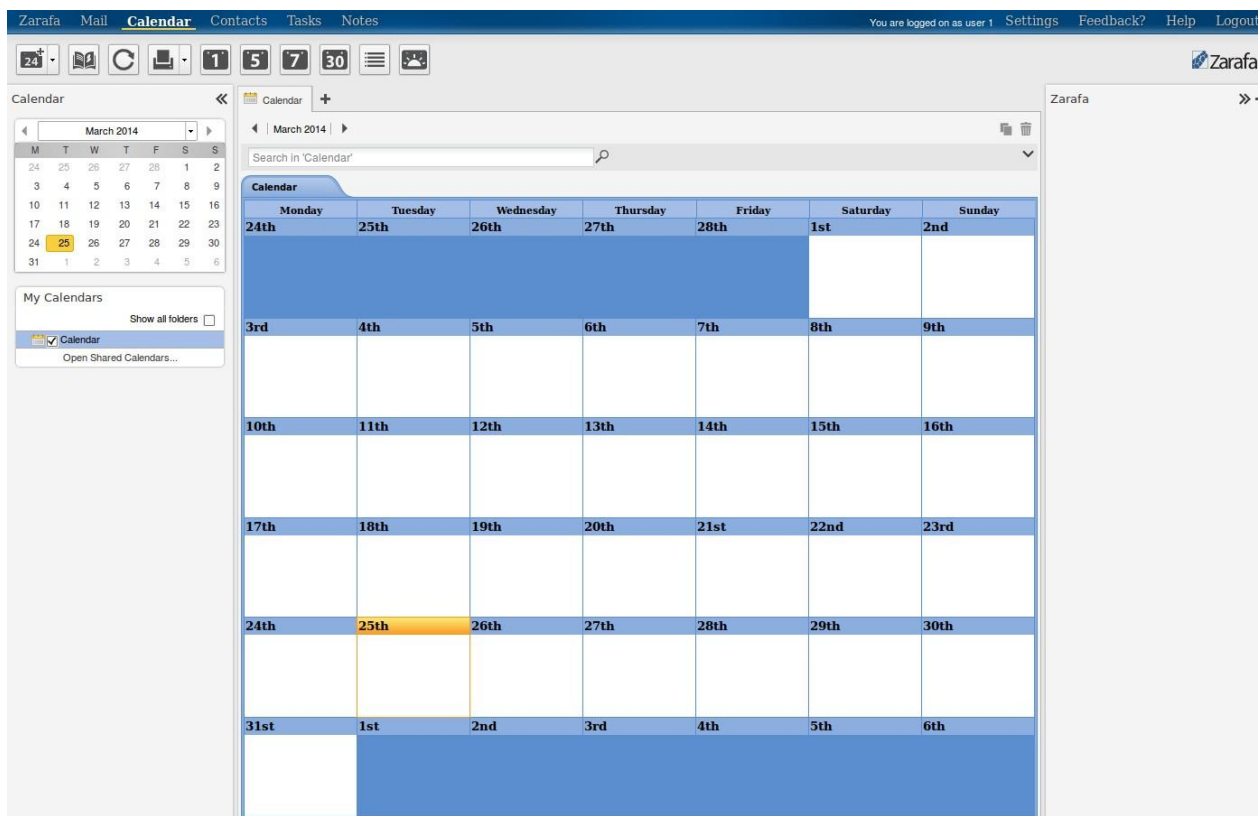 Zarafa Mail Calendar Contacts Tasks Notes You are logged on as user 1 Settings Feedback? Help Logout
24 1 5 7 30 Zarafa
Calendar
March 2014
M T W T F S S
24 25 26 27 28 1 2
3 4 5 6 7 8 9
10 11 12 13 14 15 16
17 18 19 20 21 22 23
24 25 26 27 28 29 30
31 1 2 3 4 5 6
My Calendars
Show all folders
Calendar
Open Shared Calendars...
Calendar
March 2014
Search in 'Calendar'
Calendar
Monday Tuesday Wednesday Thursday Friday Saturday Sunday
24th 25th 26th 27th 28th 1st 2nd
3rd 4th 5th 6th 7th 8th 9th
10th 11th 12th 13th 14th 15th 16th
17th 18th 19th 20th 21st 22nd 23rd
24th 25th 26th 27th 28th 29th 30th
31st 1st 2nd 3rd 4th 5th 6th
Zarafa